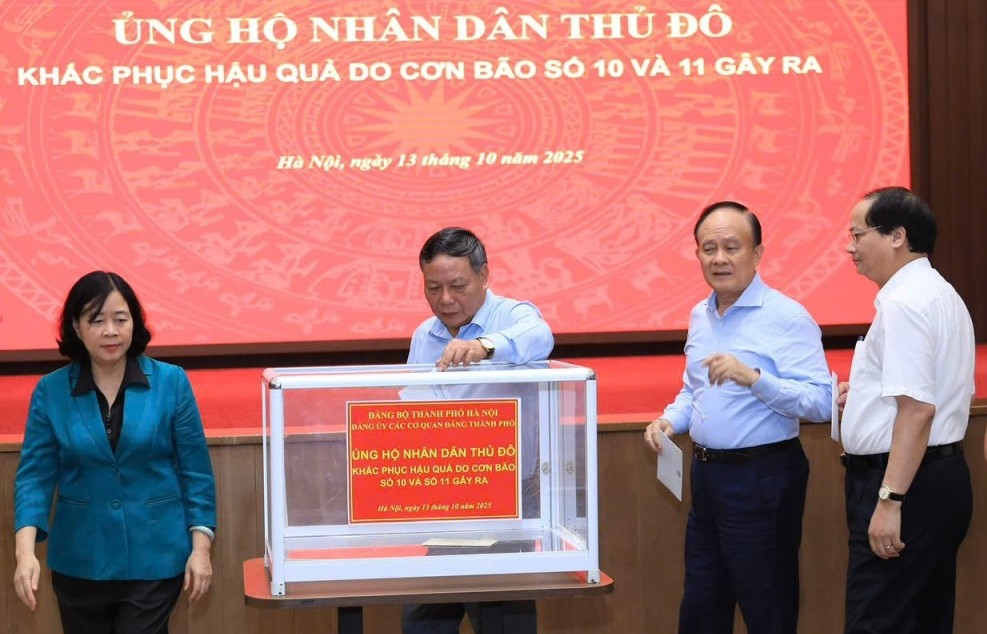 ỦNG HỘ NHÂN DÂN THỦ ĐÔ
KHẮC PHỤC HẬU QUẢ DO CƠN BÃO SỐ 10 VÀ 11 GÂY RA
Hà Nội, ngày 13 tháng 10 năm 2025
ĐẢNG BỘ THÀNH PHỐ HÀ NỘI
ĐẢNG ỦY CÁC CƠ QUAN ĐẢNG THÀNH PHỐ
ỦNG HỘ NHÂN DÂN THỦ ĐÔ
KHẮC PHỤC HẬU QUẢ DO CƠN BÃO
SỐ 10 VÀ SỐ 11 GÂY RA
Hà Nội, ngày 13 tháng 10 năm 2025